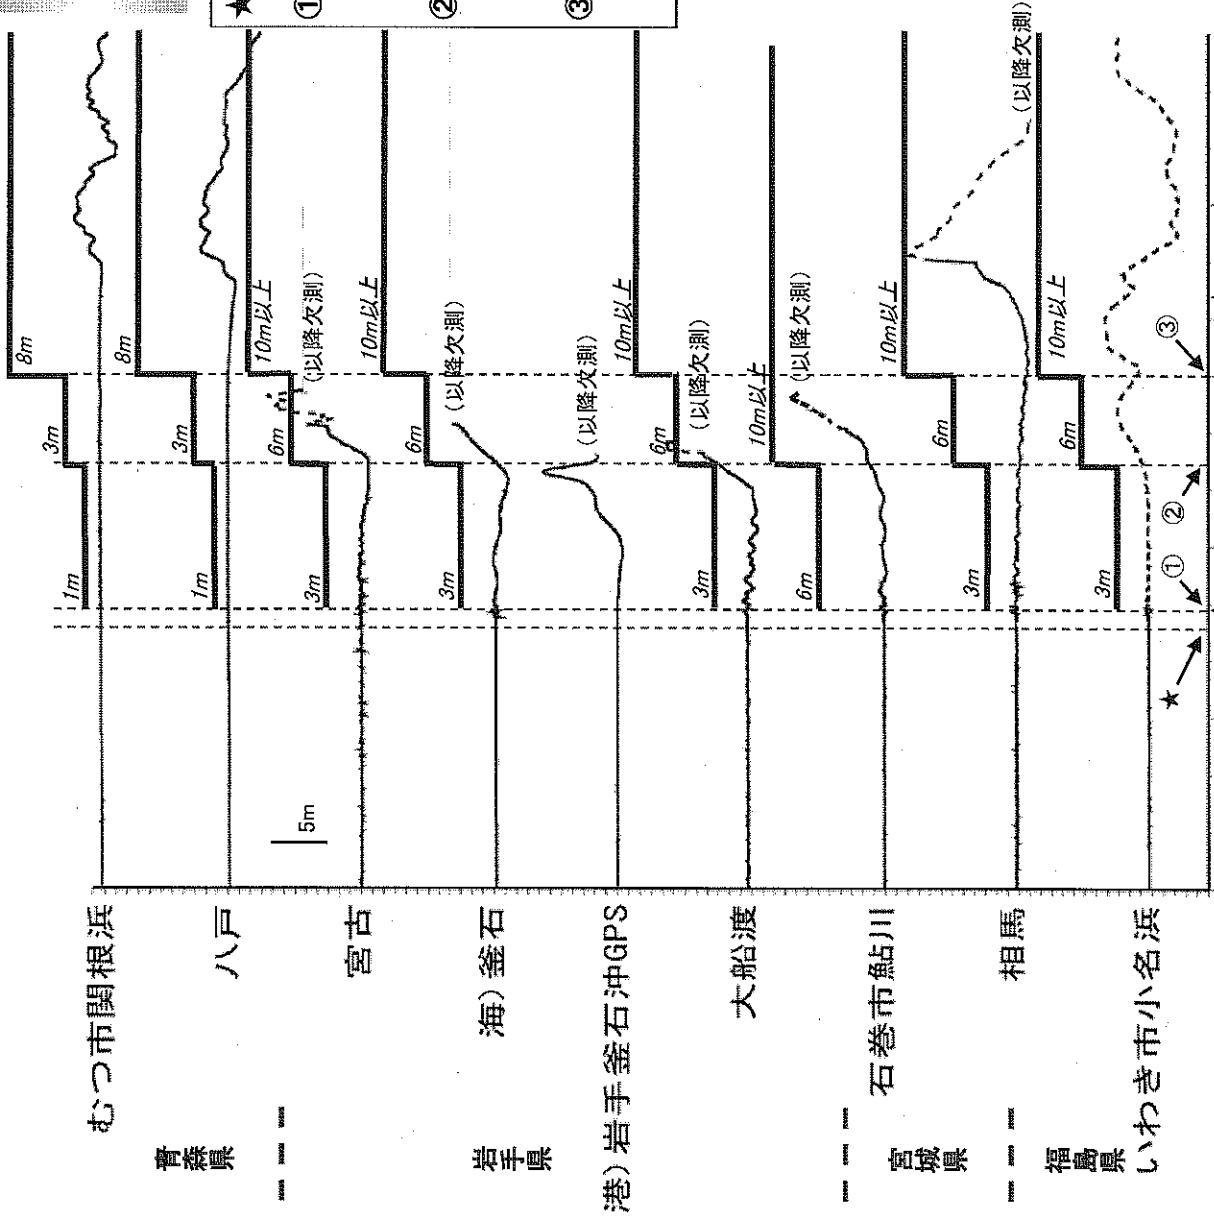 むつ市関根浜
1m
3m
8m
青森県
八戸
1m
3m
8m
5m
宮古
3m
6m
10m以上
(以降欠測)
岩手県
海) 釜石
3m
6m
10m以上
(以降欠測)
港) 岩手釜石沖GPS
(以降欠測)
大船渡
3m
6m
10m以上
(以降欠測)
宮城県
石巻市鮎川
6m
10m以上
(以降欠測)
相馬
3m
6m
10m以上
(以降欠測)
福島県
いわき市小名浜
3m
6m
10m以上
★
①
②
③
★
①
②
③